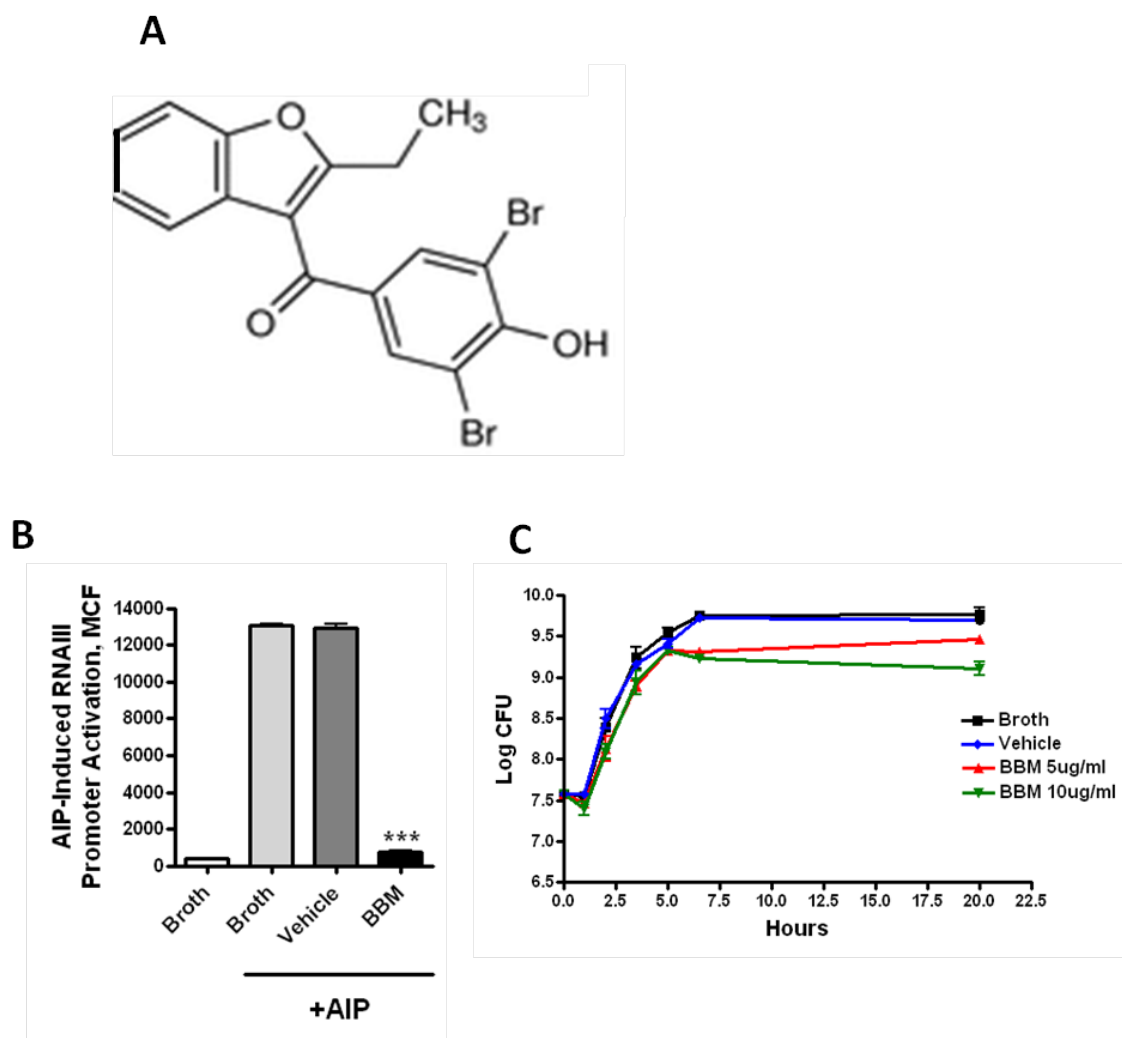 A
O
CH3
Br
O
OH
Br
B
AIP-Induced RNAIII
Promoter Activation, MCF
14000
12000
10000
8000
6000
4000
2000
0
***
Broth
Broth
Vehicle
BBM
+AIP
C
Log CFU
10.0
9.5
9.0
8.5
8.0
7.5
7.0
6.5
0.0 2.5 5.0 7.5 10.0 12.5 15.0 17.5 20.0 22.5
Hours
Broth
Vehicle
BBM 5ug/ml
BBM 10ug/ml